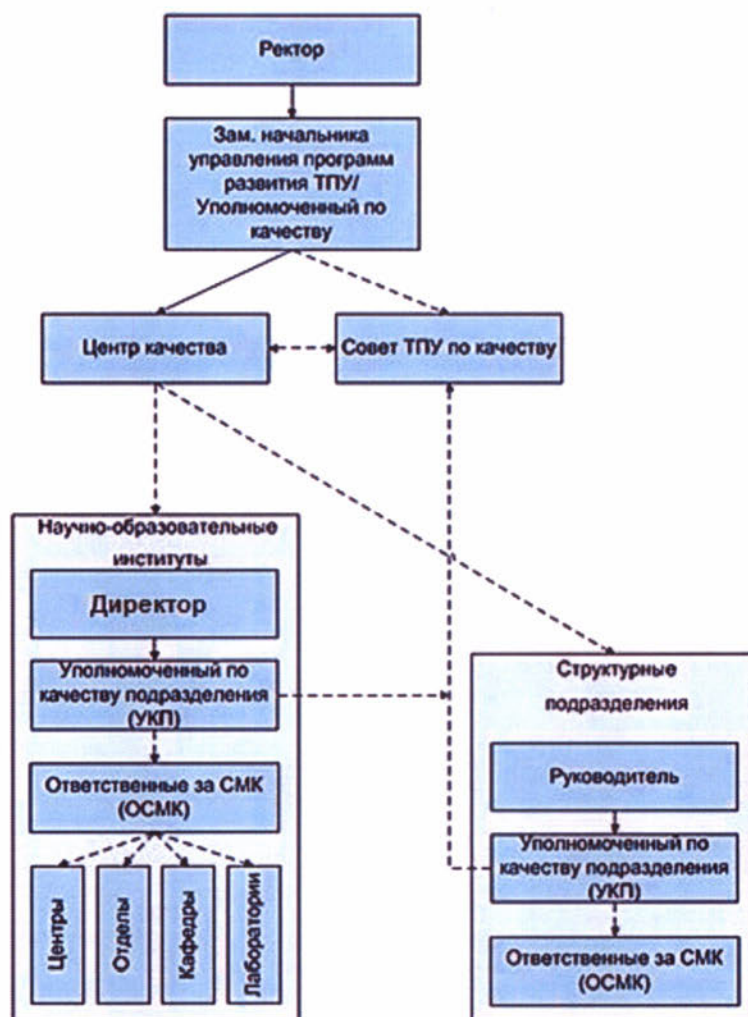 Ректор
Зам. начальника
управления программ
развития ТПУ/
Уполномоченный по
качеству
Центр качества
Совет ТПУ по качеству
Научно-образовательные
институты
Директор
Уполномоченный по
качеству подразделения
(УКП)
Ответственные за СМК
(ОСМК)
Центры
Отделы
Кафедры
Лаборатории
Структурные
подразделения
Руководитель
Уполномоченный по
качеству подразделения
(УКП)
Ответственные за СМК
(ОСМК)